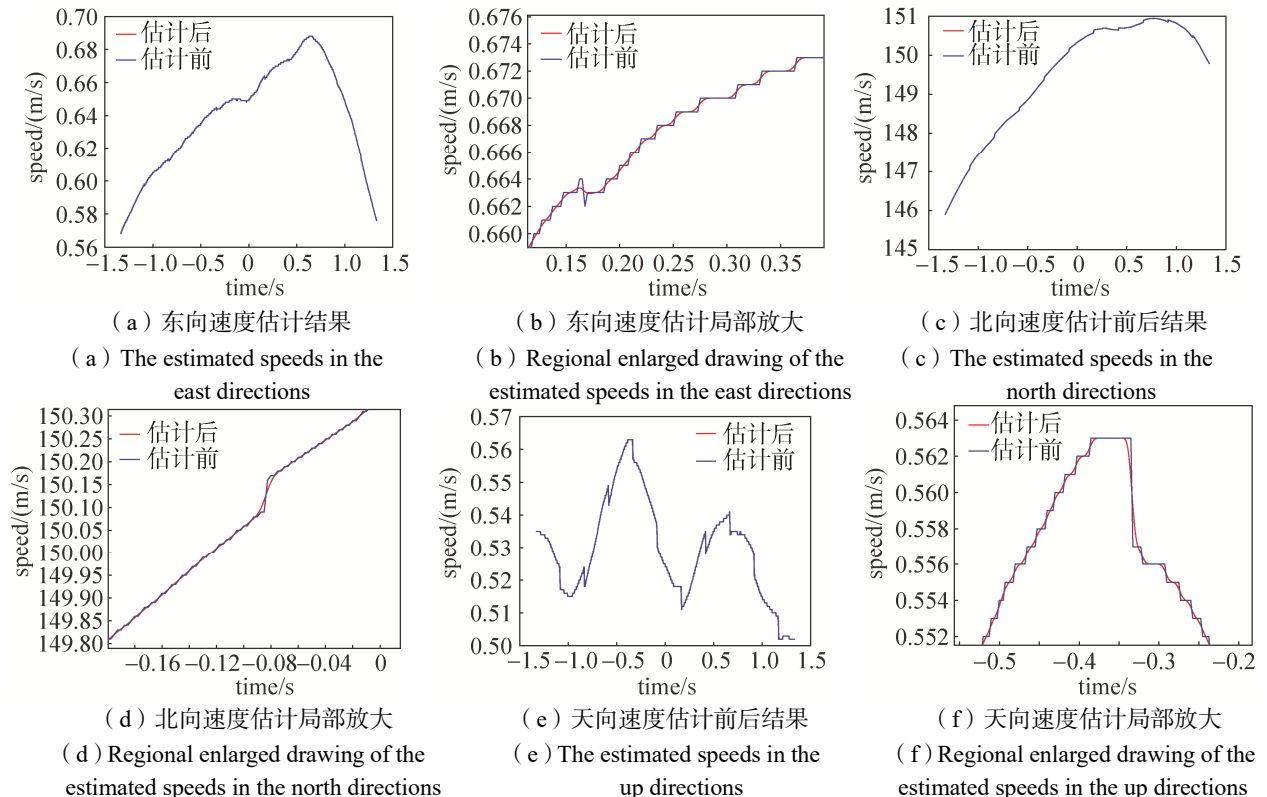 0.70
0.68
0.66
0.64
0.62
0.60
0.58
0.56
speed/(m/s)
估计后
估计前
−1.5 −1.0 −0.5 0 0.5 1.0 1.5
time/s
(a)东向速度估计结果
(a)The estimated speeds in the
east directions
0.676
0.674
0.672
0.670
0.668
0.666
0.664
0.662
0.660
speed/(m/s)
估计后
估计前
0.15 0.20 0.25 0.30 0.35
time/s
(b)东向速度估计局部放大
(b)Regional enlarged drawing of the
estimated speeds in the east directions
151
150
149
148
147
146
145
speed/(m/s)
估计后
估计前
−1.5 −1.0 −0.5 0 0.5 1.0 1.5
time/s
(c)北向速度估计前后结果
(c)The estimated speeds in the
north directions
150.30
150.25
150.20
150.15
150.10
150.05
150.00
149.95
149.90
149.85
149.80
speed/(m/s)
估计后
估计前
−0.16 −0.12 −0.08 −0.04 0
time/s
(d)北向速度估计局部放大
(d)Regional enlarged drawing of the
estimated speeds in the north directions
0.57
0.56
0.55
0.54
0.53
0.52
0.51
0.50
speed/(m/s)
估计后
估计前
−1.5 −1.0 −0.5 0 0.5 1.0 1.5
time/s
(e)天向速度估计前后结果
(e)The estimated speeds in the
up directions
0.564
0.562
0.560
0.558
0.556
0.554
0.552
speed/(m/s)
估计后
估计前
−0.5 −0.4 −0.3 −0.2
time/s
(f)天向速度估计局部放大
(f)Regional enlarged drawing of the
estimated speeds in the up directions